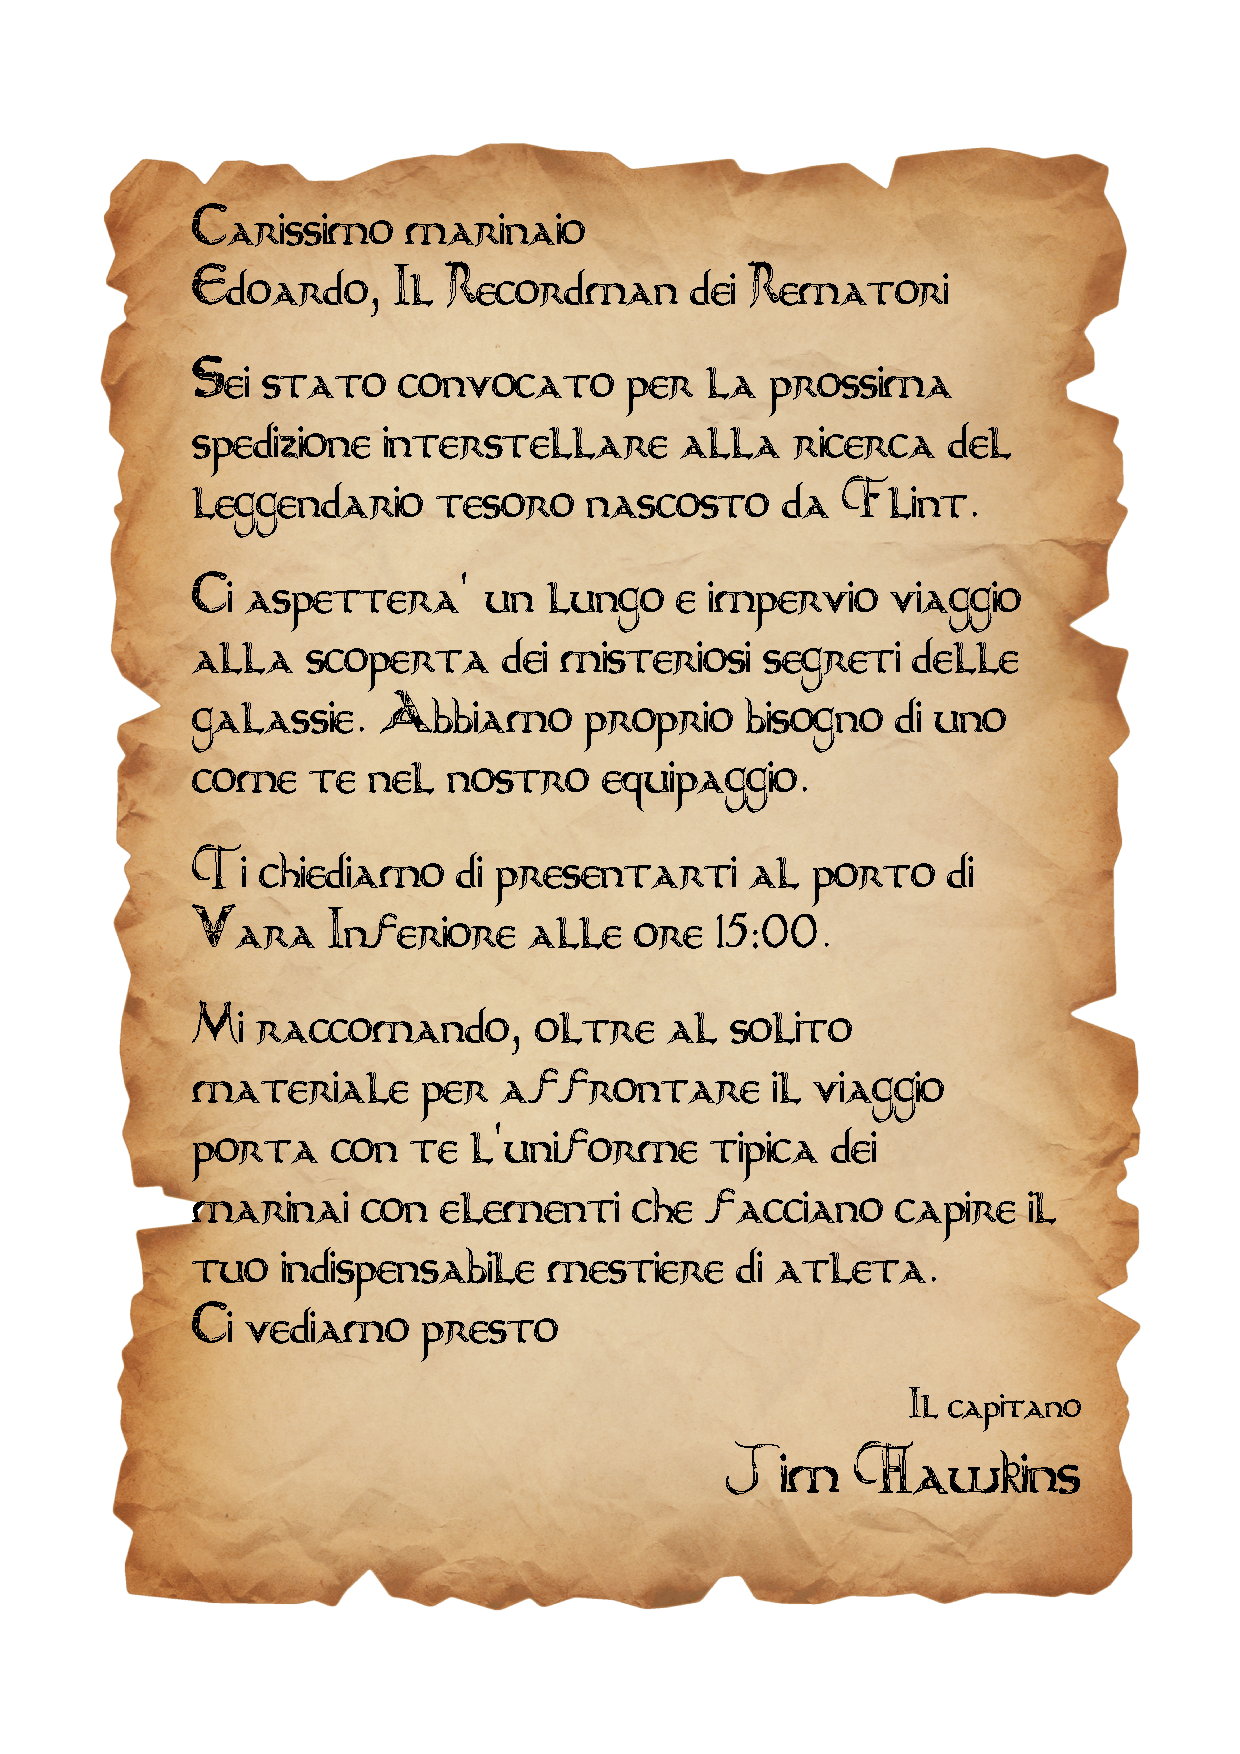 Carissimo marinaio
Edoardo, Il Recordman dei Rematori
Sei stato convocato per la prossima
spedizione interstellare alla ricerca del
leggendario tesoro nascosto da Flint.
Ci aspettera' un lungo e impervio viaggio
alla scoperta dei misteriosi segreti delle
galassie. Abbiamo proprio bisogno di uno
come te nel nostro equipaggio.
Ti chiediamo di presentarti al porto di
Vara Inferiore alle ore 15:00.
Mi raccomando, oltre al solito
materiale per affrontare il viaggio
porta con te l'uniforme tipica dei
marinai con elementi che facciano capire il
tuo indispensabile mestiere di atleta.
Ci vediamo presto
Il capitano
Jim Hawkins